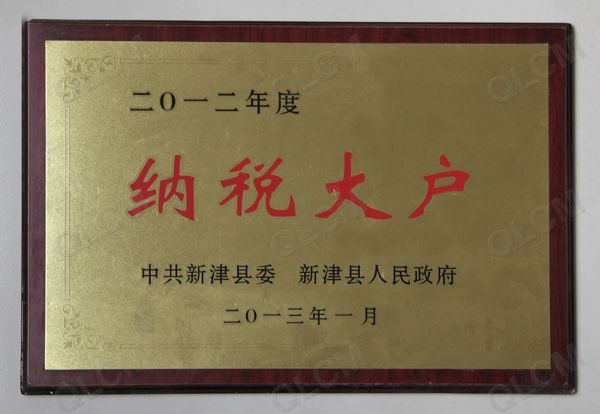 二〇一二年度
纳税大户
中共新津县委 新津县人民政府
二〇一三年一月
QLCM